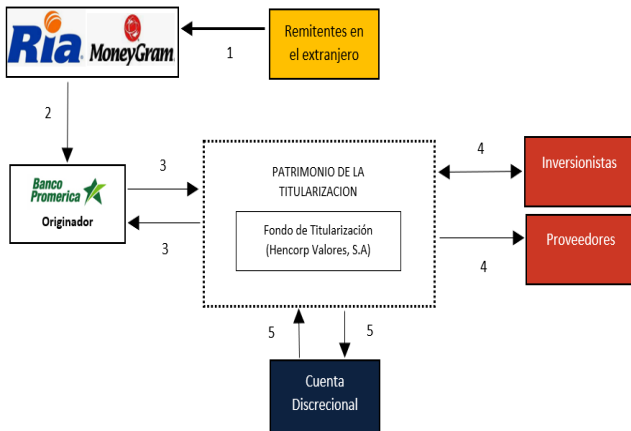 Ria
MoneyGram
1
Remitentes en
el extranjero
2
Banco
Promerica
Originador
3
3
PATRIMONIO DE LA
TITULARIZACION
Fondo de Titularización
(Hencorp Valores, S.A)
4
Inversionistas
4
Proveedores
5
5
Cuenta
Discrecional